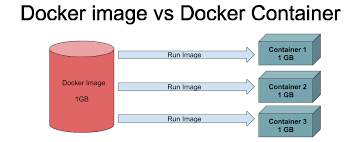 Docker image vs Docker Container
Docker Image
1GB
Run Image
Container 1
1 GB
Run Image
Container 2
1 GB
Run Image
Container 3
1 GB